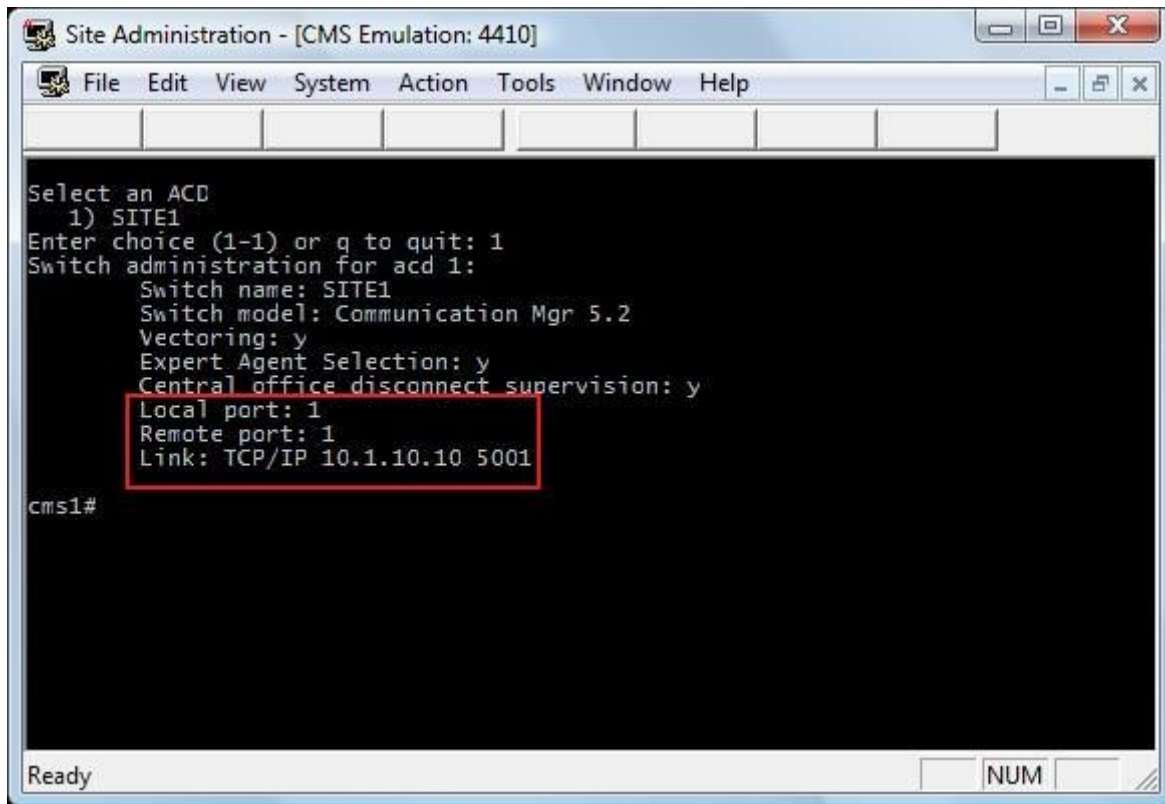 Site Administration - [CMS Emulation: 4410]
File Edit View System Action Tools Window Help
Select an ACD
1) SITE1
Enter choice (1-1) or q to quit: 1
Switch administration for acd 1:
Switch name: SITE1
Switch model: Communication Mgr 5.2
Vectoring: y
Expert Agent Selection: y
Central office disconnect supervision: y
Local port: 1
Remote port: 1
Link: TCP/IP 10.1.10.10 5001
cms1#
Ready NUM